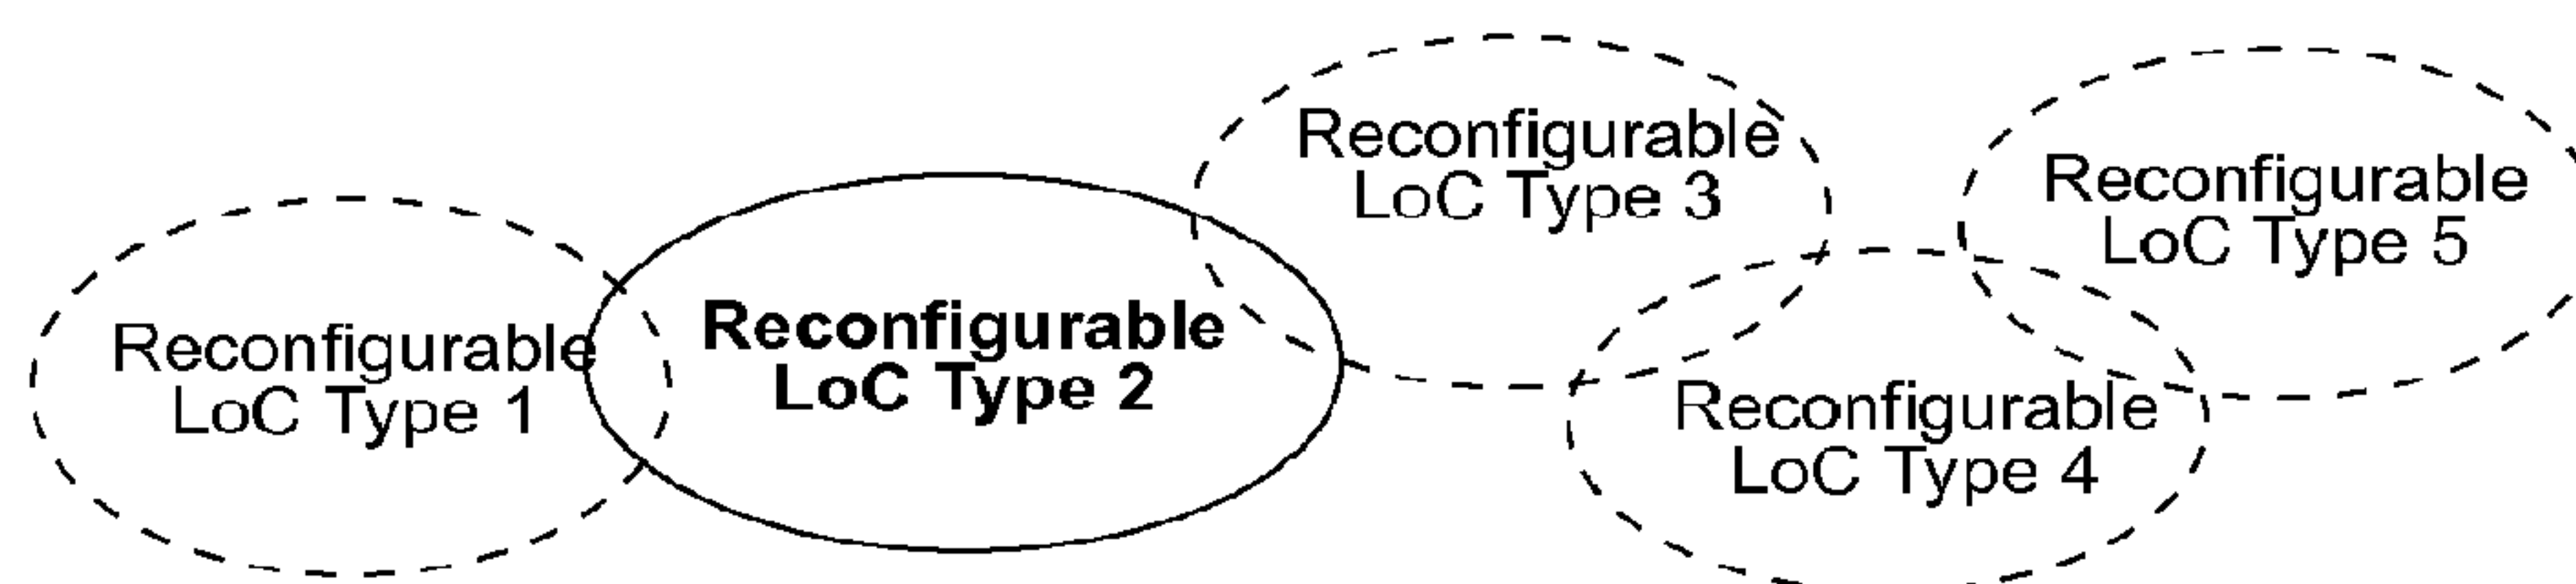 Reconfigurable
LoC Type 1
Reconfigurable
LoC Type 2
Reconfigurable
LoC Type 3
Reconfigurable
LoC Type 4
Reconfigurable
LoC Type 5